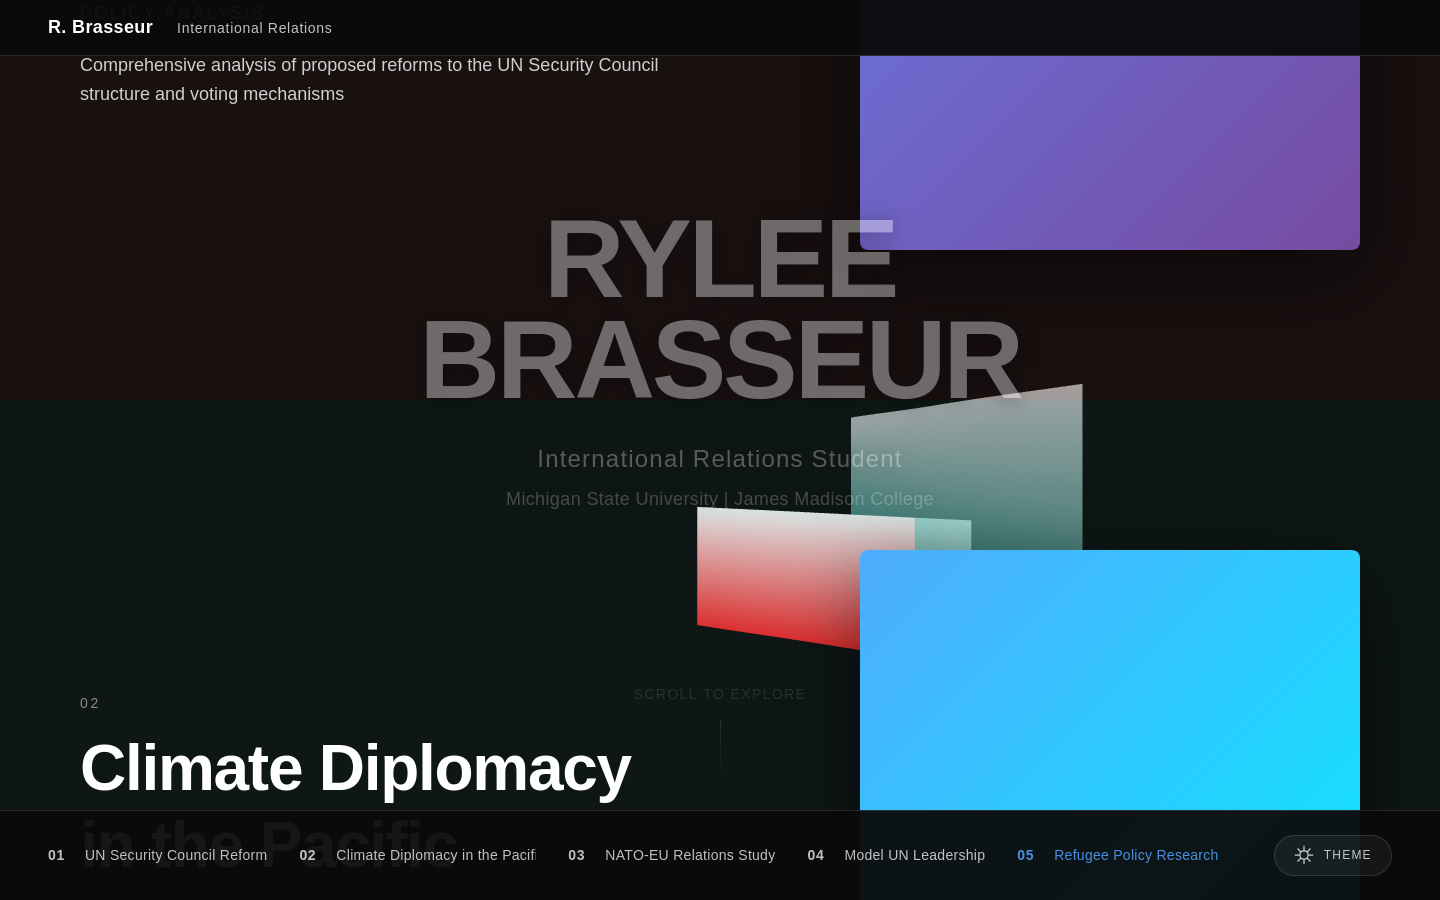 POLICY ANALYSIS
R. Brasseur International Relations
Comprehensive analysis of proposed reforms to the UN Security Council
structure and voting mechanisms
RYLEE
BRASSEUR
International Relations Student
Michigan State University | James Madison College
SCROLL TO EXPLORE
02
Climate Diplomacy
in the Pacific
01 UN Security Council Reform
02 Climate Diplomacy in the Pacif
03 NATO-EU Relations Study
04 Model UN Leadership
05 Refugee Policy Research
THEME